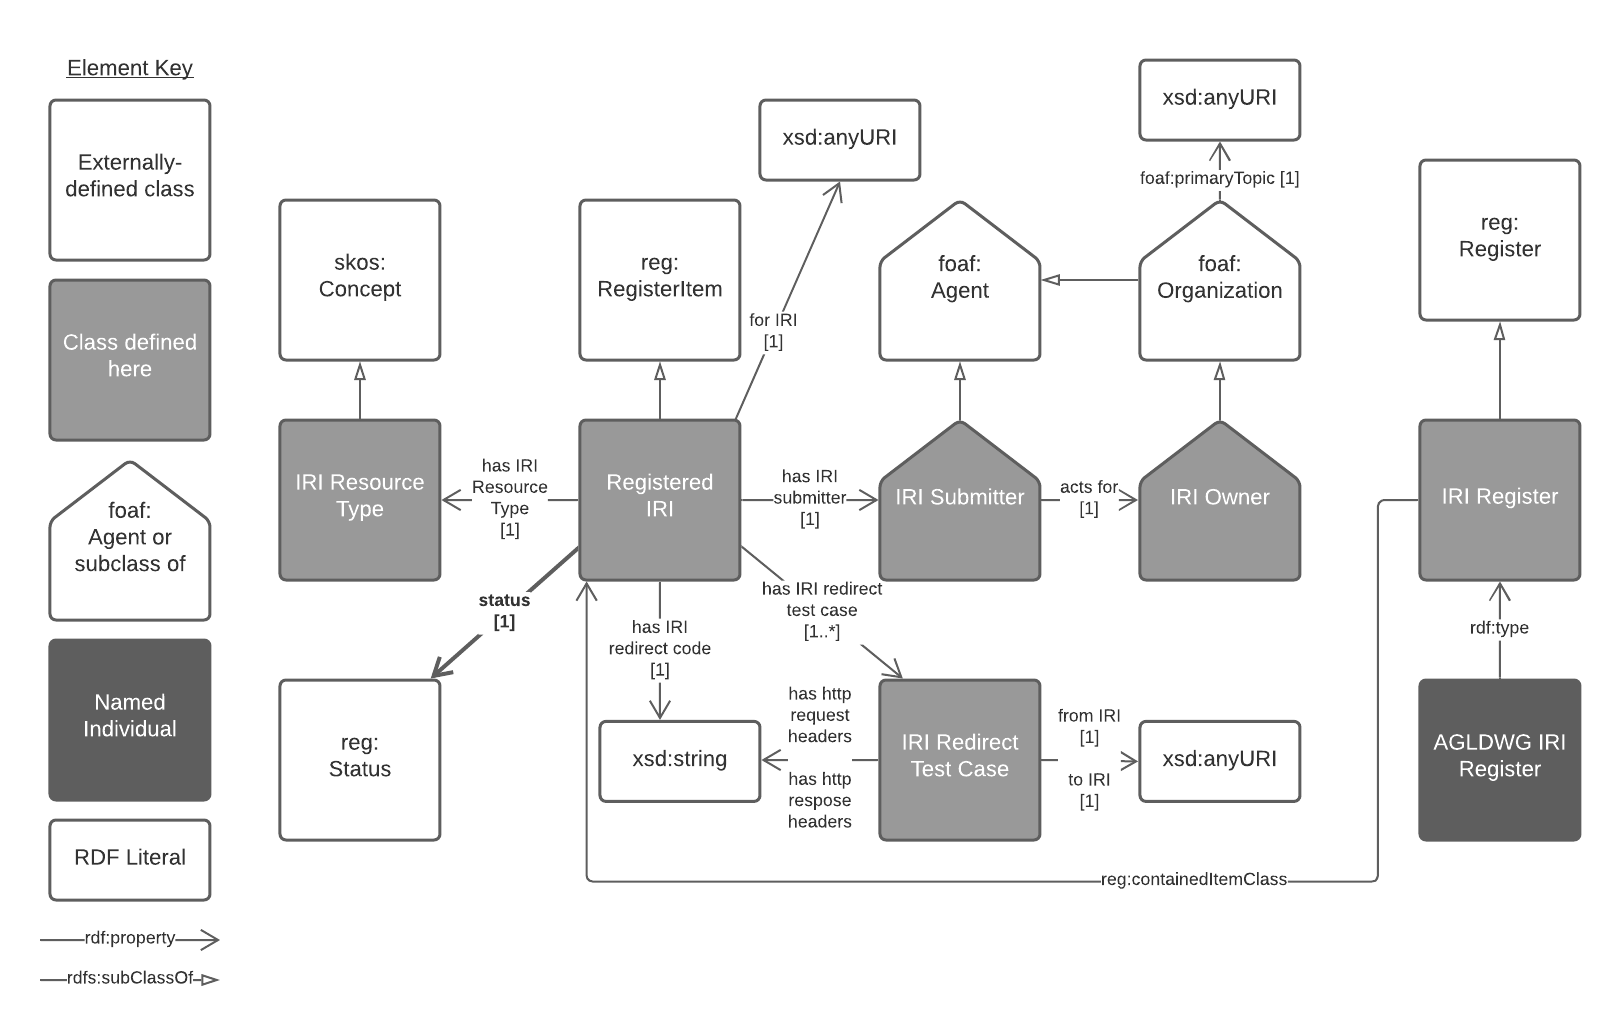 Element Key
Externally-
defined class
Class defined
here
foaf:
Agent or
subclass of
Named
Individual
RDF Literal
rdf:property
rdfs:subClassOf
xsd:anyURI
xsd:anyURI
foaf:primaryTopic [1]
skos:
Concept
reg:
RegisterItem
for IRI
[1]
foaf:
Agent
foaf:
Organization
reg:
Register
IRI Resource
Type
has IRI
Resource
Type
[1]
Registered
IRI
has IRI
submitter
[1]
IRI Submitter
acts for
[1]
IRI Owner
IRI Register
status
[1]
has IRI
redirect code
[1]
has IRI redirect
test case
[1..*]
rdf:type
reg:
Status
xsd:string
has http
request
headers
has http
respose
headers
IRI Redirect
Test Case
from IRI
[1]
to IRI
[1]
xsd:anyURI
AGLDWG IRI
Register
reg:containedItemClass